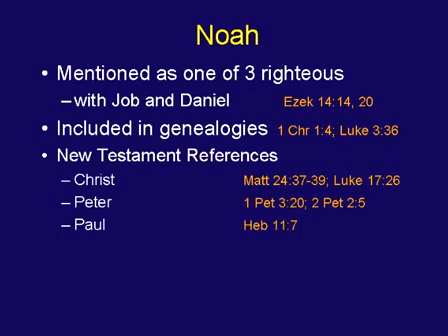 Noah
• Mentioned as one of 3 righteous
–with Job and Daniel Ezek 14:14, 20
• Included in genealogies 1 Chr 1:4; Luke 3:36
• New Testament References
– Christ Matt 24:37-39; Luke 17:26
– Peter 1 Pet 3:20; 2 Pet 2:5
– Paul Heb 11:7